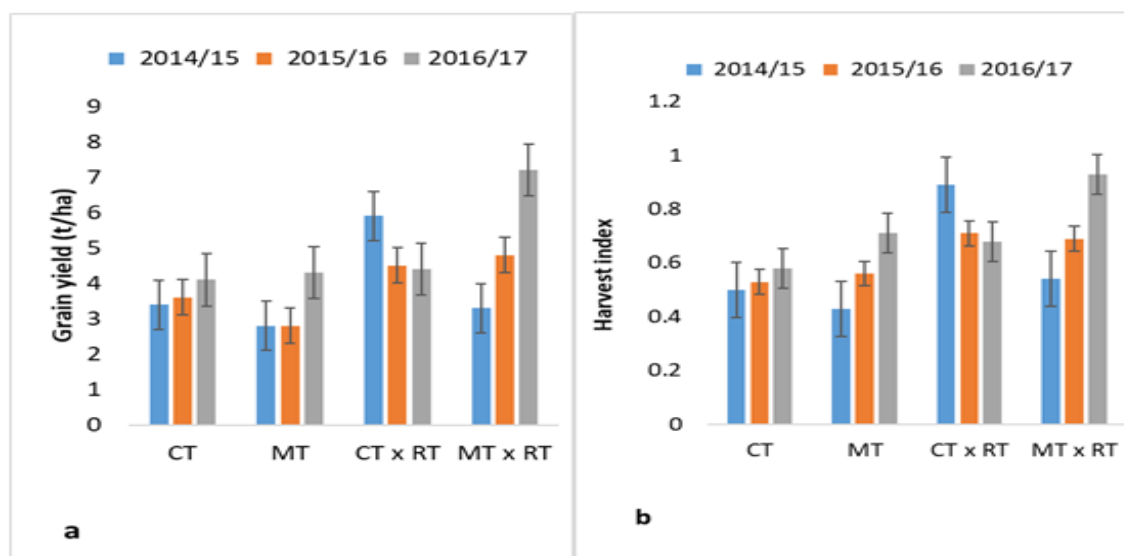 2014/15 2015/16 2016/17
Grain yield (t/ha)
9
8
7
6
5
4
3
2
1
0
CT MT CT x RT MT x RT
a
2014/15 2015/16 2016/17
Harvest index
1.2
1
0.8
0.6
0.4
0.2
0
CT MT CT x RT MT x RT
b